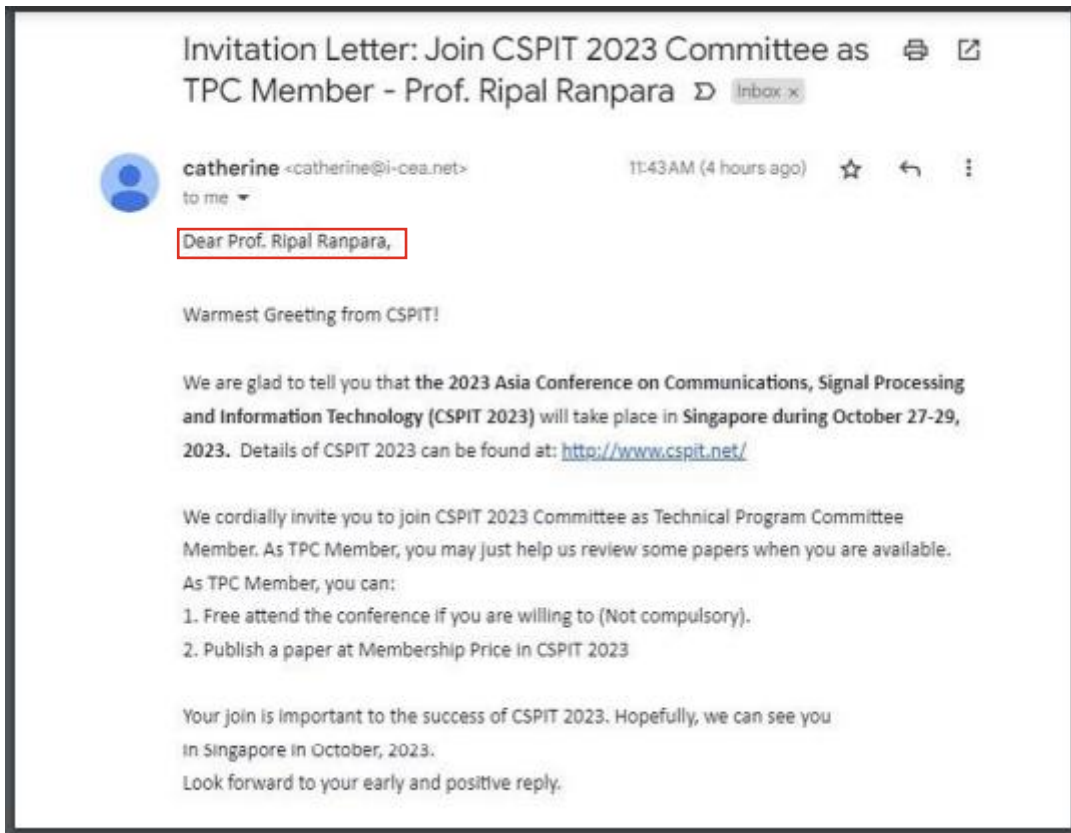 Invitation Letter: Join CSPIT 2023 Committee as
TPC Member - Prof. Ripal Ranpara Inbox ×
catherine <catherine@i-cea.net> 11:43 AM (4 hours ago)
to me
Dear Prof. Ripal Ranpara,
Warmest Greeting from CSPIT!
We are glad to tell you that the 2023 Asia Conference on Communications, Signal Processing
and Information Technology (CSPIT 2023) will take place in Singapore during October 27-29,
2023. Details of CSPIT 2023 can be found at: http://www.cspit.net/
We cordially invite you to join CSPIT 2023 Committee as Technical Program Committee
Member. As TPC Member, you may just help us review some papers when you are available.
As TPC Member, you can:
1. Free attend the conference if you are willing to (Not compulsory).
2. Publish a paper at Membership Price in CSPIT 2023
Your join is important to the success of CSPIT 2023. Hopefully, we can see you
in Singapore in October, 2023.
Look forward to your early and positive reply.